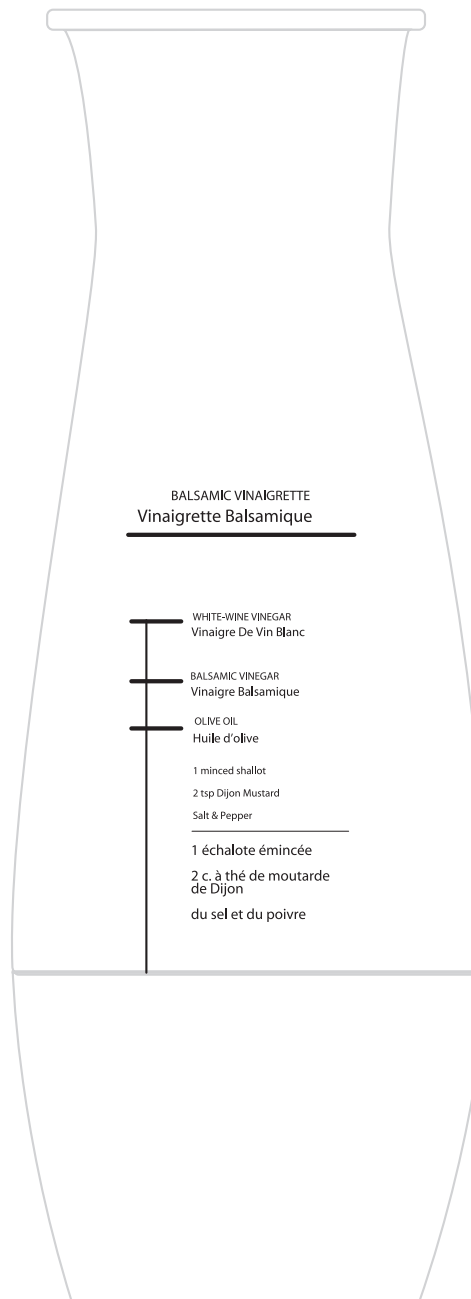 BALSAMIC VINAIGRETTE
Vinaigrette Balsamique
WHITE-WINE VINEGAR
Vinaigre De Vin Blanc
BALSAMIC VINEGAR
Vinaigre Balsamique
OLIVE OIL
Huile d'olive
1 minced shallot
2 tsp Dijon Mustard
Salt & Pepper
1 échalote émincée
2 c. à thé de moutarde
de Dijon
du sel et du poivre